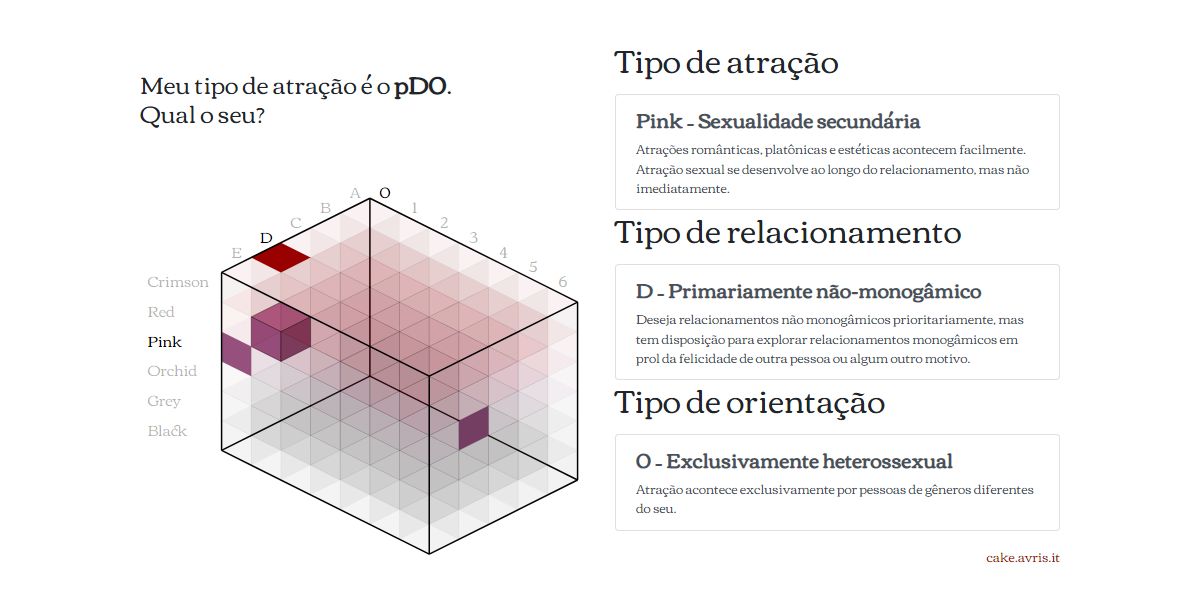 Meu tipo de atração é o pDO.
Qual o seu?
A O
B 1
C 2
D 3
E 4
5
6
Crimson
Red
Pink
Orchid
Grey
Black
Tipo de atração
Pink - Sexualidade secundária
Atrações românticas, platônicas e estéticas acontecem facilmente.
Atração sexual se desenvolve ao longo do relacionamento, mas não
imediatamente.
Tipo de relacionamento
D - Primariamente não-monogâmico
Deseja relacionamentos não monogâmicos prioritariamente, mas
tem disposição para explorar relacionamentos monogâmicos em
prol da felicidade de outra pessoa ou algum outro motivo.
Tipo de orientação
O - Exclusivamente heterossexual
Atração acontece exclusivamente por pessoas de gêneros diferentes
do seu.
cake.avris.it